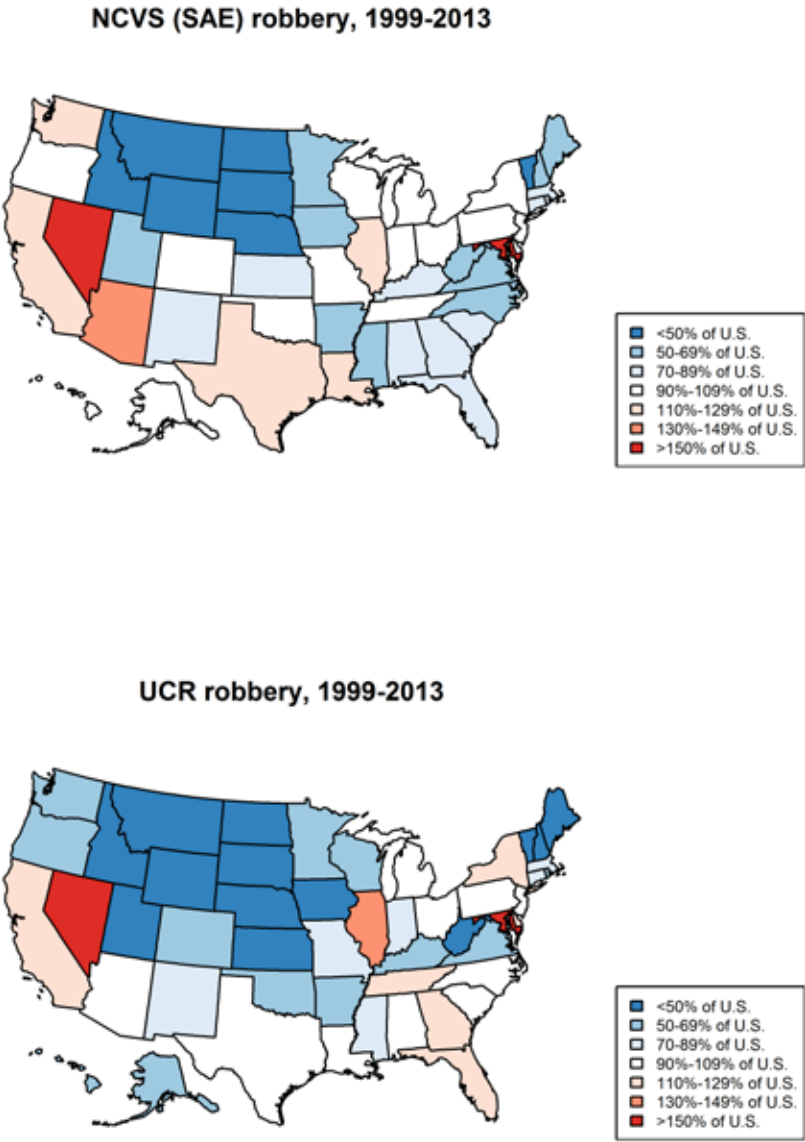 NCVS (SAE) robbery, 1999-2013
<50% of U.S.
50-69% of U.S.
70-89% of U.S.
90%-109% of U.S.
110%-129% of U.S.
130%-149% of U.S.
>150% of U.S.
UCR robbery, 1999-2013
<50% of U.S.
50-69% of U.S.
70-89% of U.S.
90%-109% of U.S.
110%-129% of U.S.
130%-149% of U.S.
>150% of U.S.